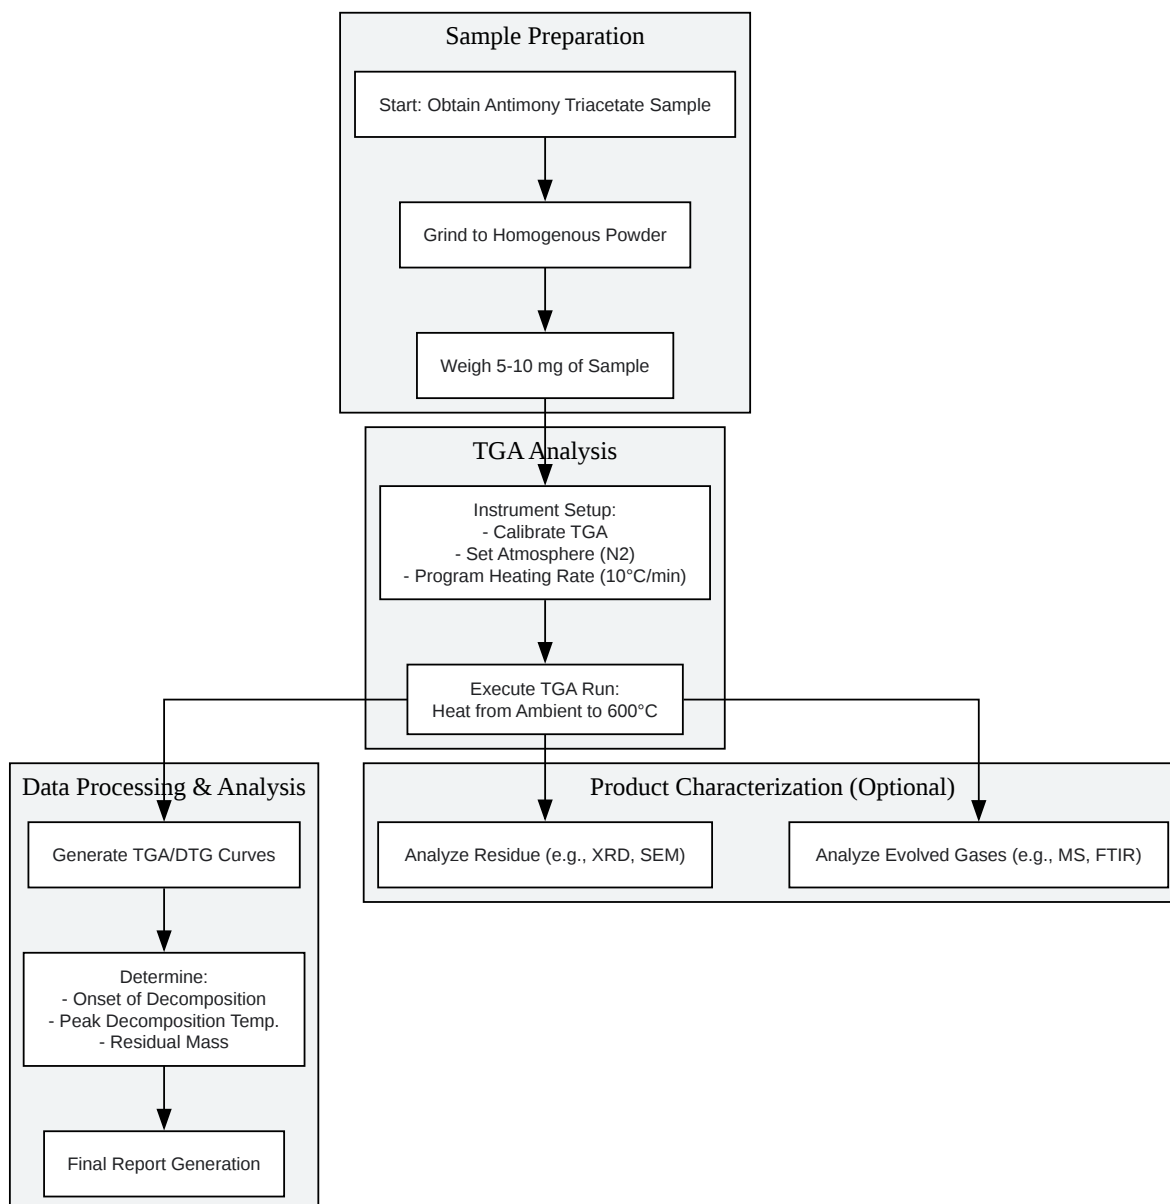 Sample Preparation
Start: Obtain Antimony Triacetate Sample
Grind to Homogenous Powder
Weigh 5-10 mg of Sample
TGA Analysis
Instrument Setup:
- Calibrate TGA
- Set Atmosphere (N2)
- Program Heating Rate (10°C/min)
Execute TGA Run:
Heat from Ambient to 600°C
Data Processing & Analysis
Generate TGA/DTG Curves
Determine:
- Onset of Decomposition
- Peak Decomposition Temp.
- Residual Mass
Final Report Generation
Product Characterization (Optional)
Analyze Residue (e.g., XRD, SEM)
Analyze Evolved Gases (e.g., MS, FTIR)